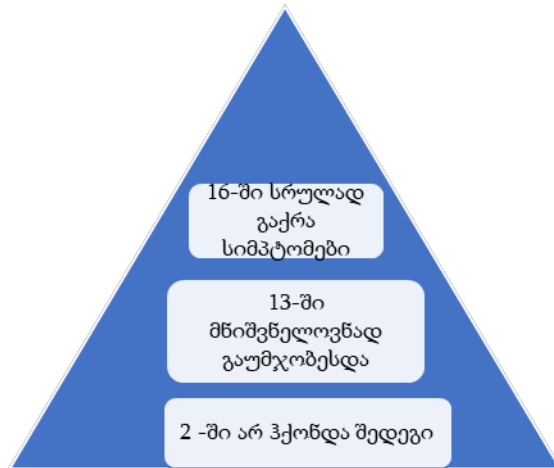 16-ში სრულად
გაქრა
სიმპტომები
13-ში
მნიშვნელოვნად
გაუმჯობესდა
2 -ში არ ჰქონდა შედეგი